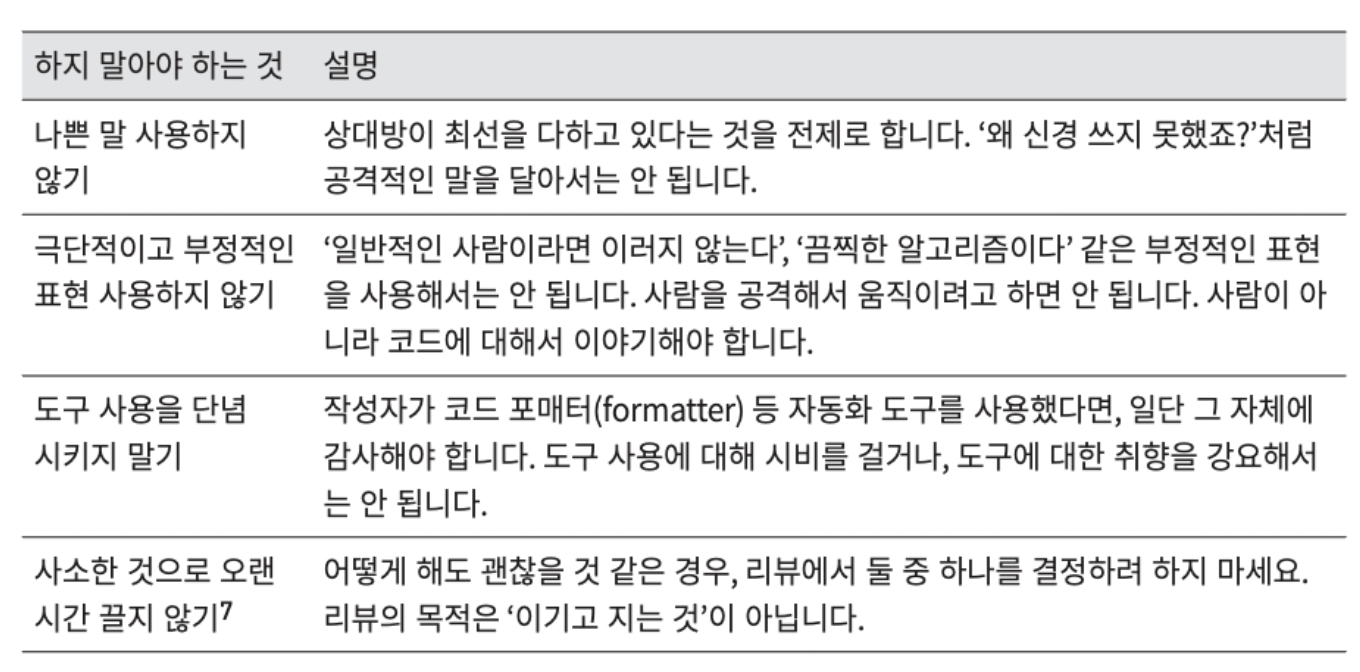 하지 말아야 하는 것 설명
나쁜 말 사용하지
않기
상대방이 최선을 다하고 있다는 것을 전제로 합니다. ‘왜 신경 쓰지 못했죠?’처럼
공격적인 말을 달아서는 안 됩니다.
극단적이고 부정적인
표현 사용하지 않기
‘일반적인 사람이라면 이러지 않는다’, ‘끔찍한 알고리즘이다’ 같은 부정적인 표현
을 사용해서는 안 됩니다. 사람을 공격해서 움직이려고 하면 안 됩니다. 사람이 아
니라 코드에 대해서 이야기해야 합니다.
도구 사용을 단념
시키지 말기
작성자가 코드 포매터(formatter) 등 자동화 도구를 사용했다면, 일단 그 자체에
감사해야 합니다. 도구 사용에 대해 시비를 걸거나, 도구에 대한 취향을 강요해서
는 안 됩니다.
사소한 것으로 오랜
시간 끌지 않기7
어떻게 해도 괜찮을 것 같은 경우, 리뷰에서 둘 중 하나를 결정하려 하지 마세요.
리뷰의 목적은 ‘이기고 지는 것’이 아닙니다.